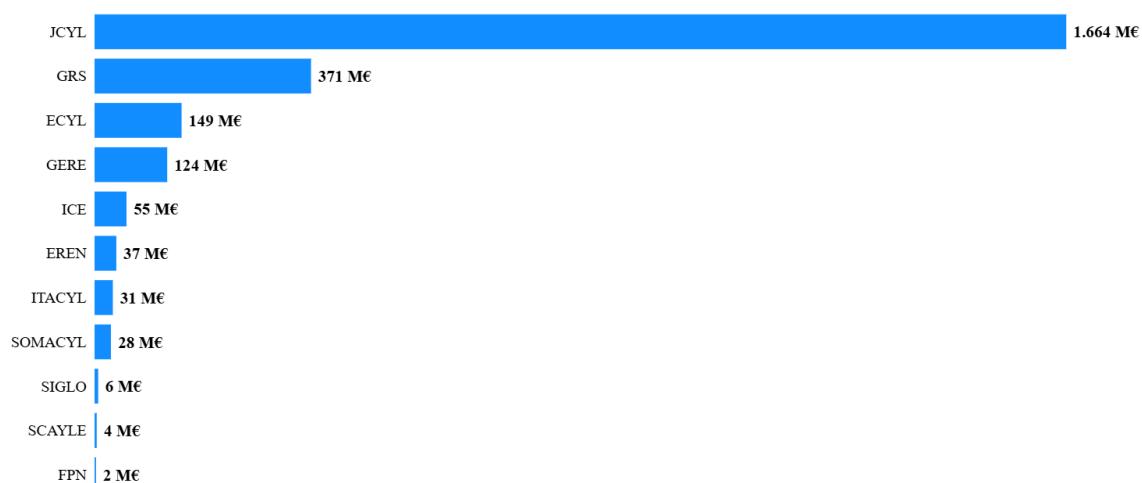 JCYL 1.664 M€
GRS 371 M€
ECYL 149 M€
GERE 124 M€
ICE 55 M€
EREN 37 M€
ITACYL 31 M€
SOMACYL 28 M€
SIGLO 6 M€
SCAYLE 4 M€
FPN 2 M€